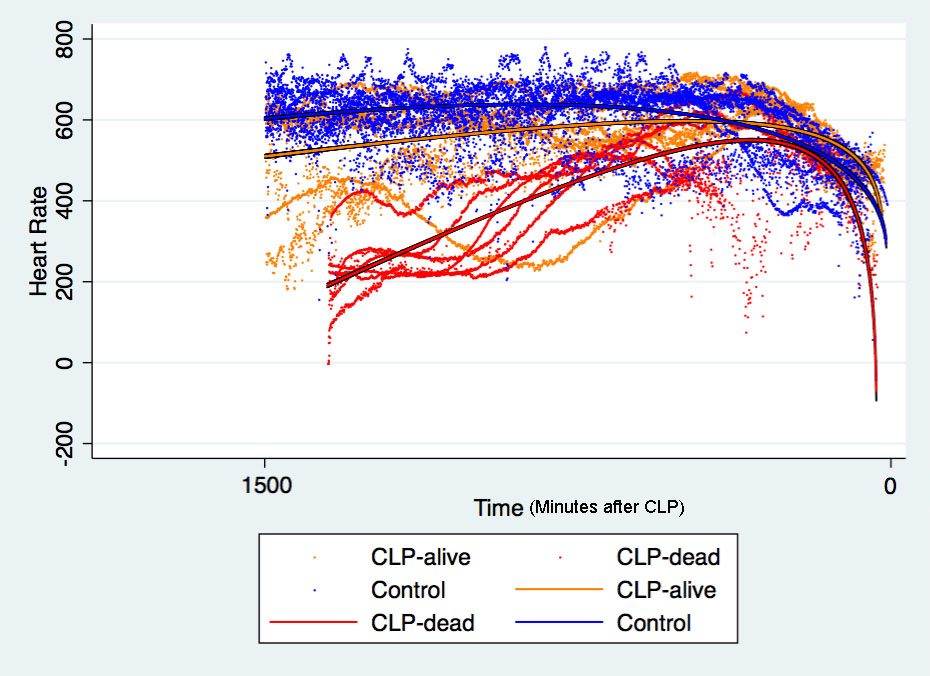 Heart Rate
800
600
400
200
0
-200
1500
0
Time (Minutes after CLP)
CLP-alive CLP-dead
Control CLP-alive
CLP-dead Control